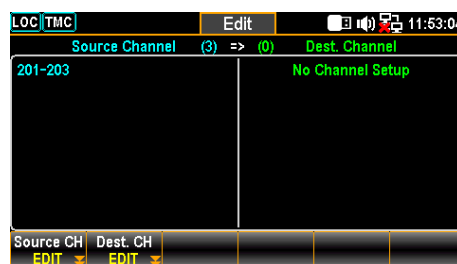 LOC TMC Edit 11:53:04
Source Channel (3) => (0) Dest. Channel
201-203 No Channel Setup
Source CH Dest. CH
EDIT EDIT